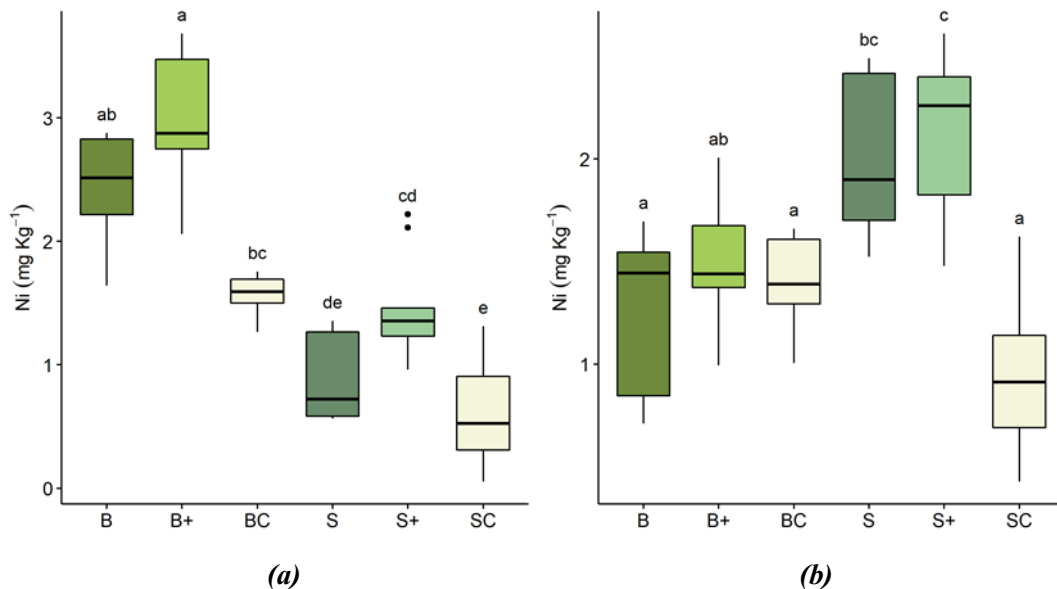 a
ab
bc
de
cd
e
Ni (mg Kg⁻¹)
3
2
1
0
B B+ BC S S+ SC
(a)
c
bc
ab
a
a
a
Ni (mg Kg⁻¹)
2
1
B B+ BC S S+ SC
(b)